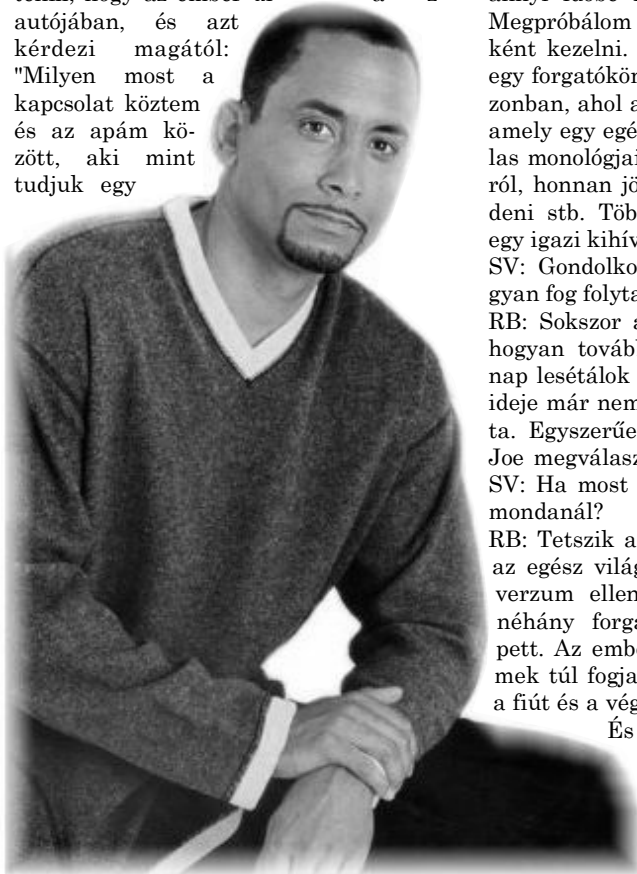 autójában, és azt
kérdezi magától:
"Milyen most a
kapcsolat köztem
és az apám kö-
zött, aki mint
tudjuk egy
Megpróbálom
ként kezelni.
egy forgatókön
zonban, ahol a
amely egy egé
las monológjai
ról, honnan jö
deni stb. Töb
egy igazi kihív
SV: Gondolko
gyan fog folyta
RB: Sokszor a
hogyan továb
nap lesétálok
ideje már nem
ta. Egyszerűe
Joe megválasz
SV: Ha most
mondanál?
RB: Tetszik a
az egész világ
verzum ellen
néhány forga
pett. Az embe
mek túl fogja
a fiút és a vég
És